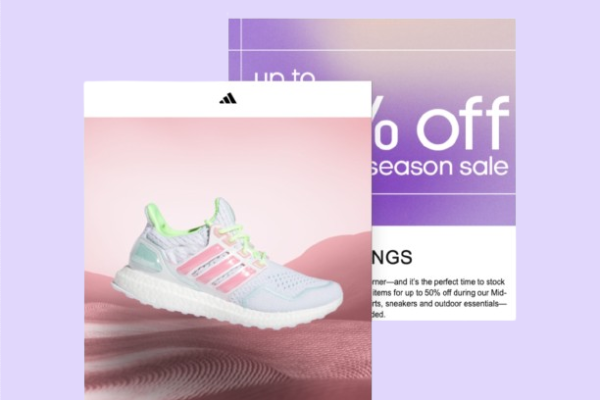 up to
% off
season sale
NGS
rner—and it's the perfect time to stock
items for up to 50% off during our Mid-
rts, sneakers and outdoor essentials—
ded.